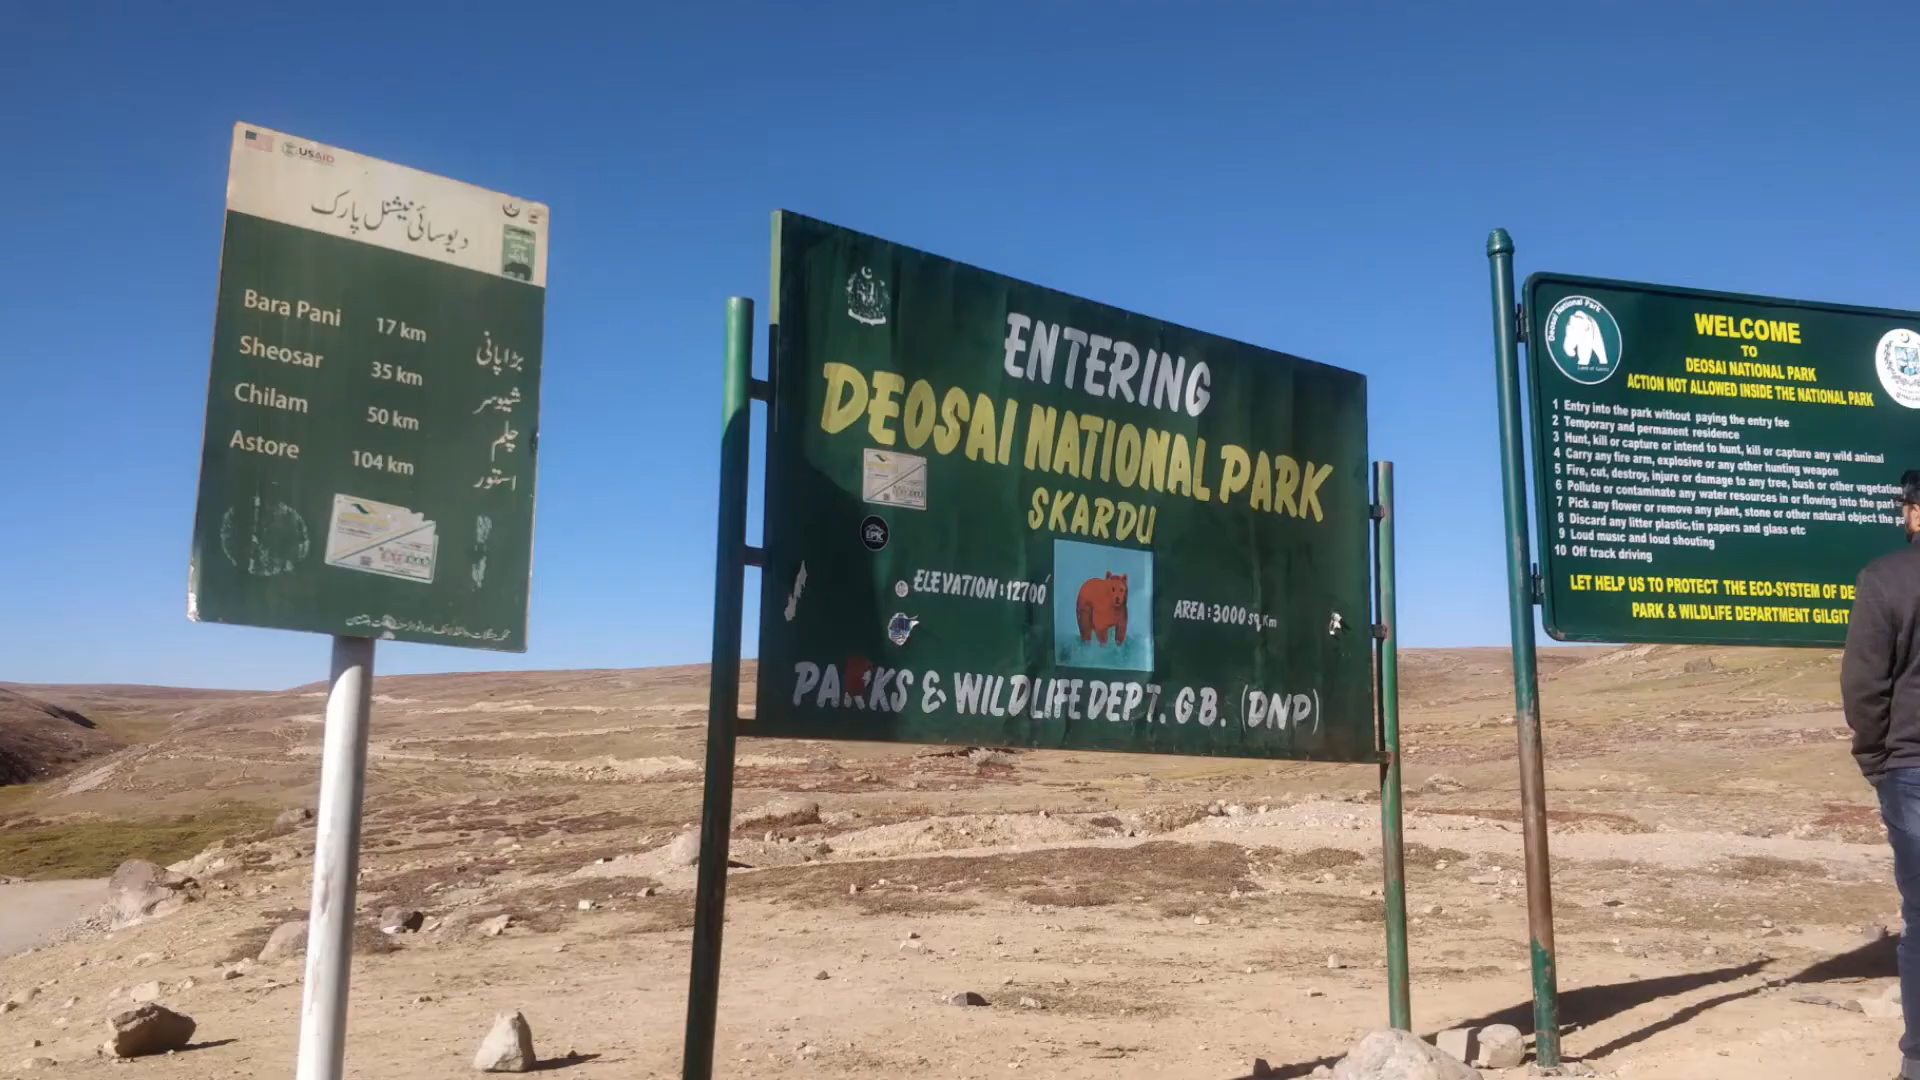 USAID
دیوسائی نیشنل پارک
Bara Pani 17 km بڑا پانی
Sheosar 35 km شیوسر
Chilam 50 km چلم
Astore 104 km استور
ENTERING
DEOSAI NATIONAL PARK
SKARDU
EPK
ELEVATION: 12700'
AREA: 3000 sq.Km
PARKS & WILDLIFE DEPT. GB. (DNP)
Deosai National Park
WELCOME
TO
DEOSAI NATIONAL PARK
ACTION NOT ALLOWED INSIDE THE NATIONAL PARK
1 Entry into the park without paying the entry fee
2 Temporary and permanent residence
3 Hunt, kill or capture or intend to hunt, kill or capture any wild animal
4 Carry any fire arm, explosive or any other hunting weapon
5 Fire, cut, destroy, injure or damage to any tree, bush or other vegetation
6 Pollute or contaminate any water resources in or flowing into the park
7 Pick any flower or remove any plant, stone or other natural object the pa
8 Discard any litter plastic, tin papers and glass etc
9 Loud music and loud shouting
10 Off track driving
LET HELP US TO PROTECT THE ECO-SYSTEM OF DE
PARK & WILDLIFE DEPARTMENT GILGIT